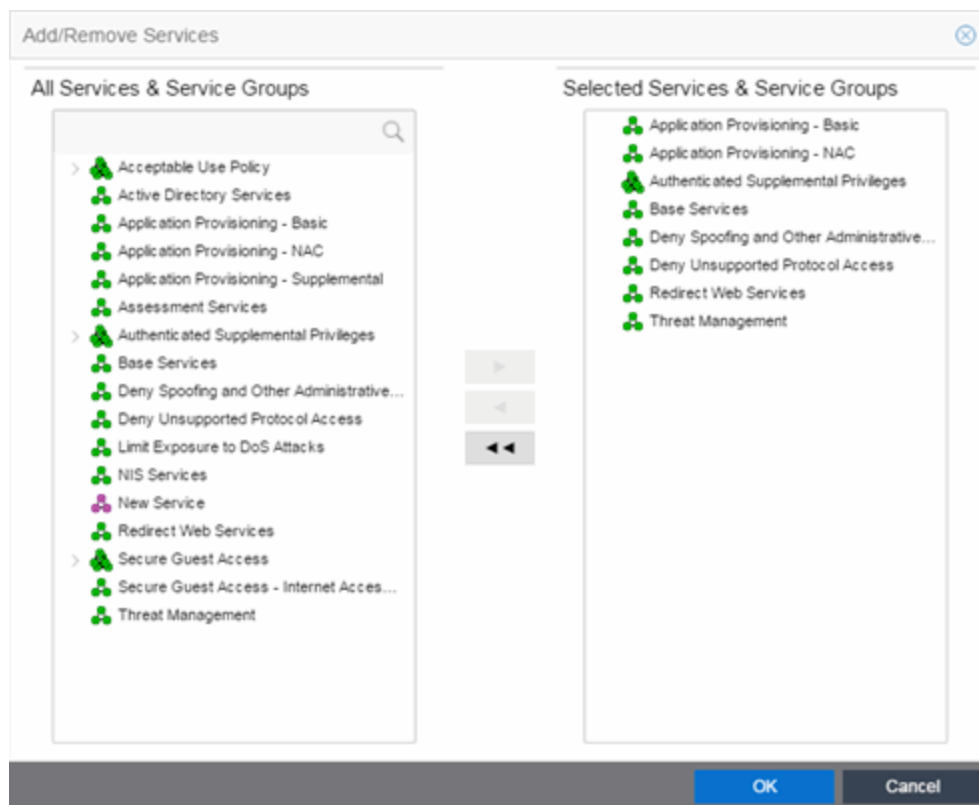 Add/Remove Services
All Services & Service Groups
Acceptable Use Policy
Active Directory Services
Application Provisioning - Basic
Application Provisioning - NAC
Application Provisioning - Supplemental
Assessment Services
Authenticated Supplemental Privileges
Base Services
Deny Spoofing and Other Administrative...
Deny Unsupported Protocol Access
Limit Exposure to DoS Attacks
NIS Services
New Service
Redirect Web Services
Secure Guest Access
Secure Guest Access - Internet Acces...
Threat Management
Selected Services & Service Groups
Application Provisioning - Basic
Application Provisioning - NAC
Authenticated Supplemental Privileges
Base Services
Deny Spoofing and Other Administrative...
Deny Unsupported Protocol Access
Redirect Web Services
Threat Management
OK
Cancel